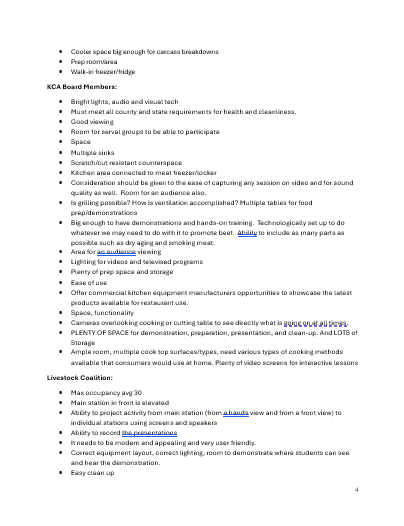 • Cooler space big enough for carcass breakdowns
• Prep room/area
• Walk-in freezer/fridge
KCA Board Members:
• Bright lights, audio and visual tech
• Must meet all county and state requirements for health and cleanliness.
• Good viewing
• Room for serval groups to be able to participate
• Space
• Multiple sinks
• Scratch/cut resistant counterspace
• Kitchen area connected to meat freezer/locker
• Consideration should be given to the ease of capturing any session on video and for sound
quality as well.  Room for an audience also.
• Is grilling possible? How is ventilation accomplished? Multiple tables for food
prep/demonstrations
• Big enough to have demonstrations and hands-on training.  Technologically set up to do
whatever we may need to do with it to promote beef.  Ability to include as many parts as
possible such as dry aging and smoking meat.
• Area for an audience viewing
• Lighting for videos and televised programs
• Plenty of prep space and storage
• Ease of use
• Offer commercial kitchen equipment manufacturers opportunities to showcase the latest
products available for restaurant use.
• Space, functionality
• Cameras overlooking cooking or cutting table to see directly what is going on at all times.
• PLENTY OF SPACE for demonstration, preparation, presentation, and clean-up. And LOTS of
Storage
• Ample room, multiple cook top surfaces/types, need various types of cooking methods
available that consumers would use at home. Plenty of video screens for interactive lessons
Livestock Coalition:
• Max occupancy avg 30
• Main station in front is elevated
• Ability to project activity from main station (from a hands view and from a front view) to
individual stations using screens and speakers
• Ability to record the presentations
• It needs to be modern and appealing and very user friendly.
• Correct equipment layout, correct lighting, room to demonstrate where students can see
and hear the demonstration.
• Easy clean up
4